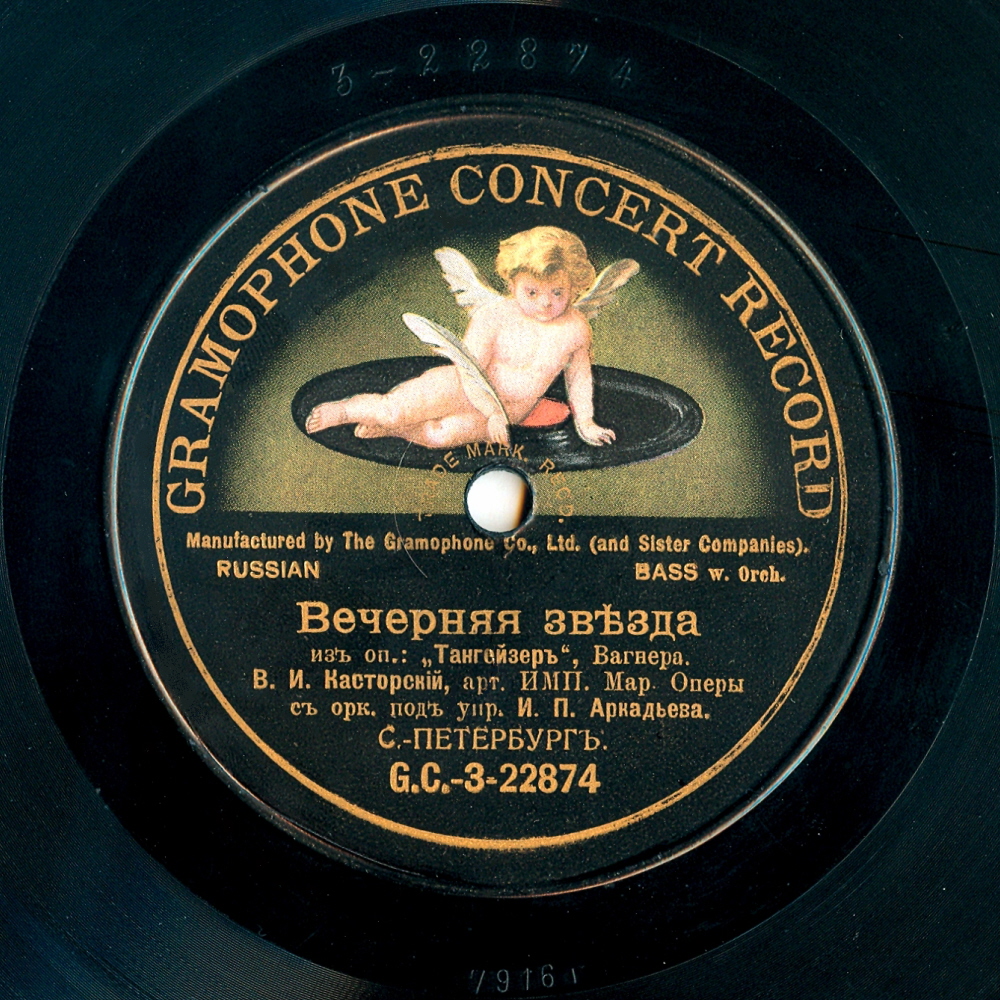 3-22874
GRAMOPHONE CONCERT RECORD
TRADE MARK. REG'D.
Manufactured by The Gramophone Co., Ltd. (and Sister Companies).
RUSSIAN BASS w. Orch.
Вечерняя звѣзда
изъ оп.: „Тангейзеръ“, Вагнера.
В. И. Касторскій, арт. ИМП. Мар. Оперы
съ орк. подъ упр. И. П. Аркадьева.
С.-ПЕТЕРБУРГЪ.
G.C.-3-22874